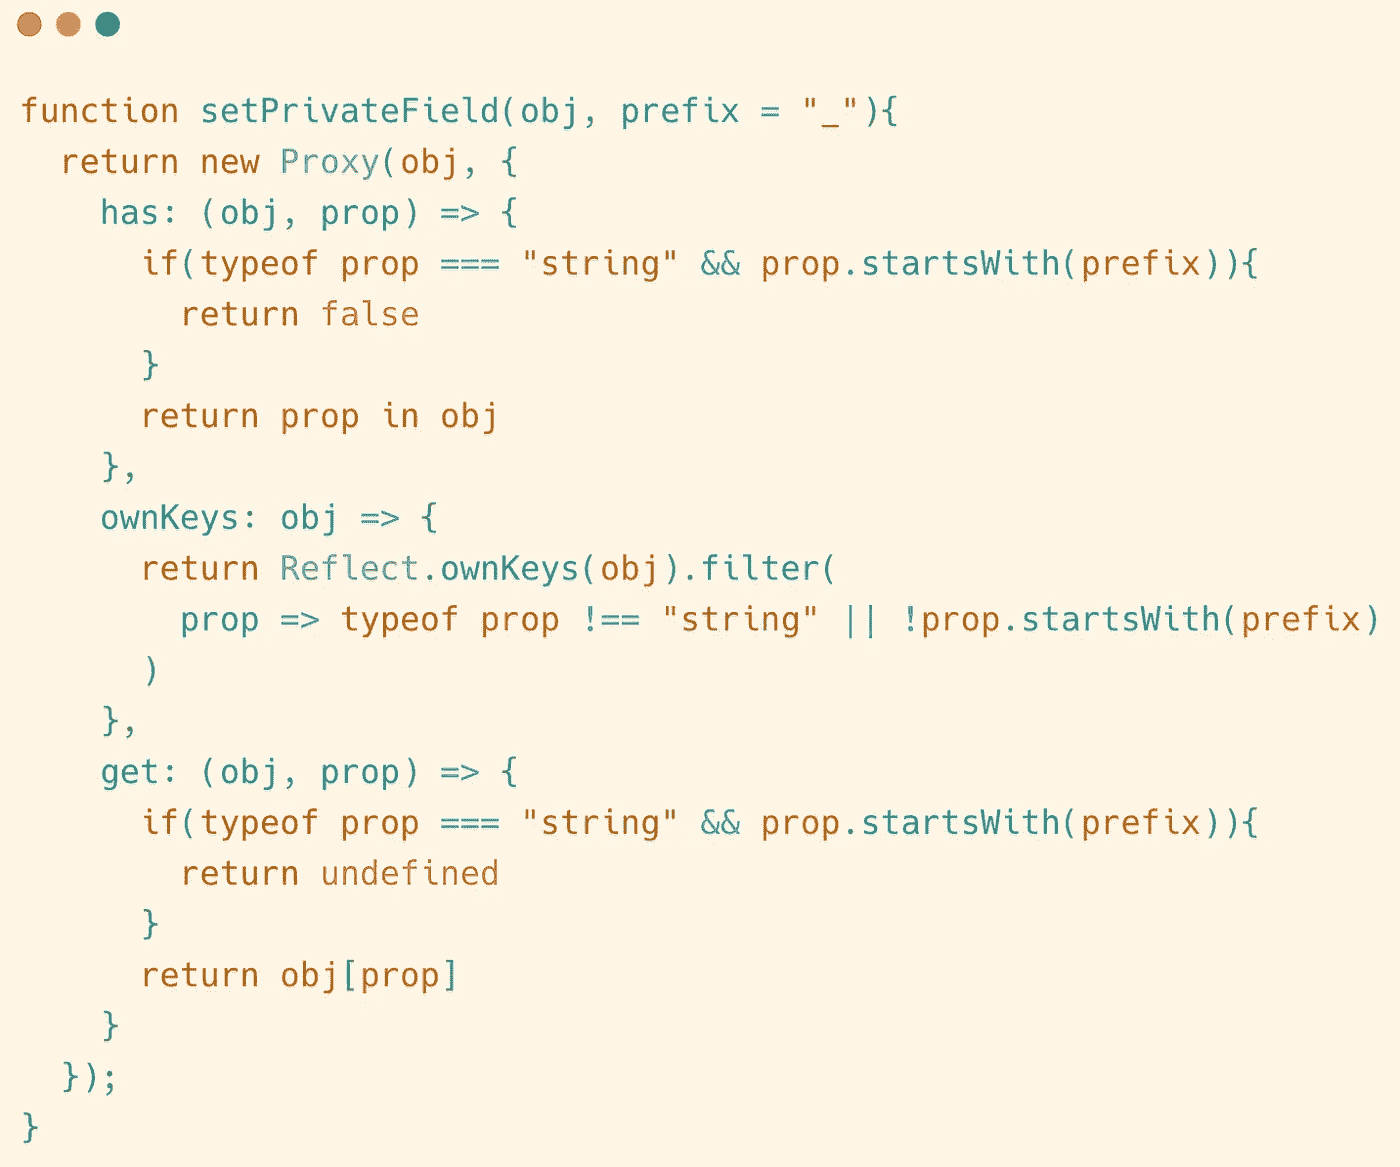 function setPrivateField(obj, prefix = "_"){
  return new Proxy(obj, {
    has: (obj, prop) => {
      if(typeof prop === "string" && prop.startsWith(prefix)){
        return false
      }
      return prop in obj
    },
    ownKeys: obj => {
      return Reflect.ownKeys(obj).filter(
        prop => typeof prop !== "string" || !prop.startsWith(prefix)
      )
    },
    get: (obj, prop) => {
      if(typeof prop === "string" && prop.startsWith(prefix)){
        return undefined
      }
      return obj[prop]
    }
  });
}